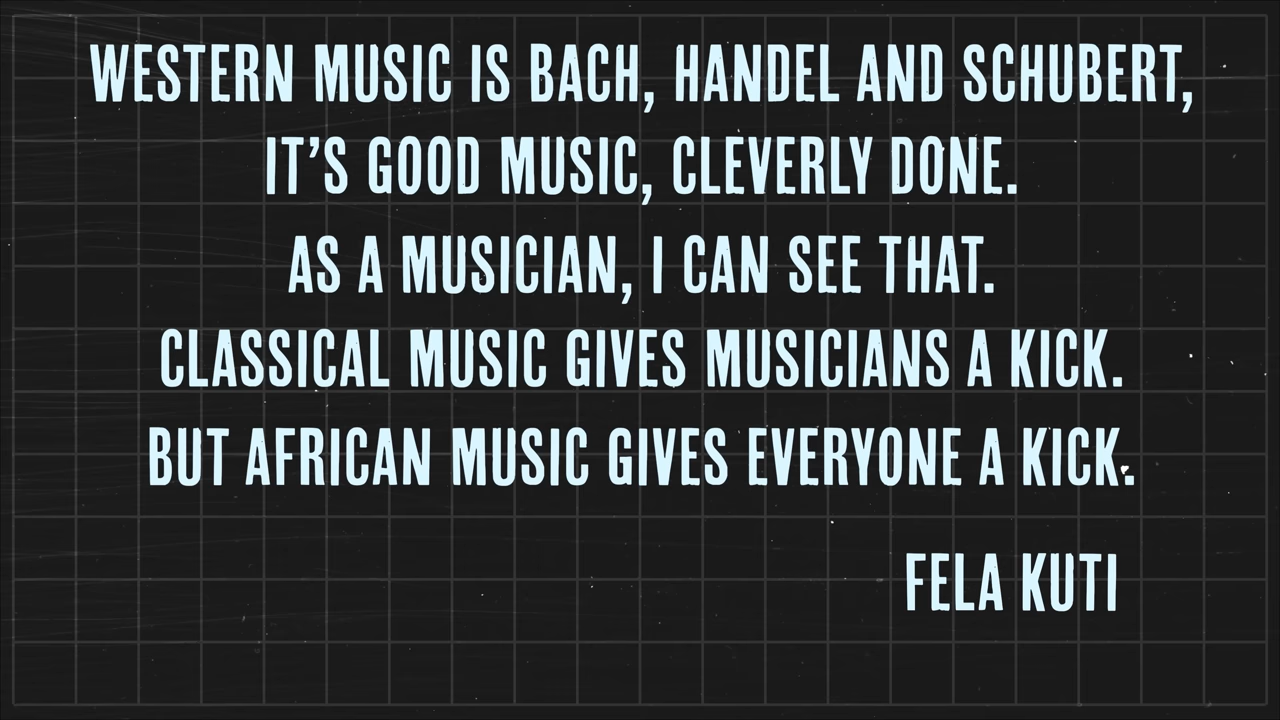 WESTERN MUSIC IS BACH, HANDEL AND SCHUBERT,
IT’S GOOD MUSIC, CLEVERLY DONE.
AS A MUSICIAN, I CAN SEE THAT.
CLASSICAL MUSIC GIVES MUSICIANS A KICK.
BUT AFRICAN MUSIC GIVES EVERYONE A KICK.
FELA KUTI